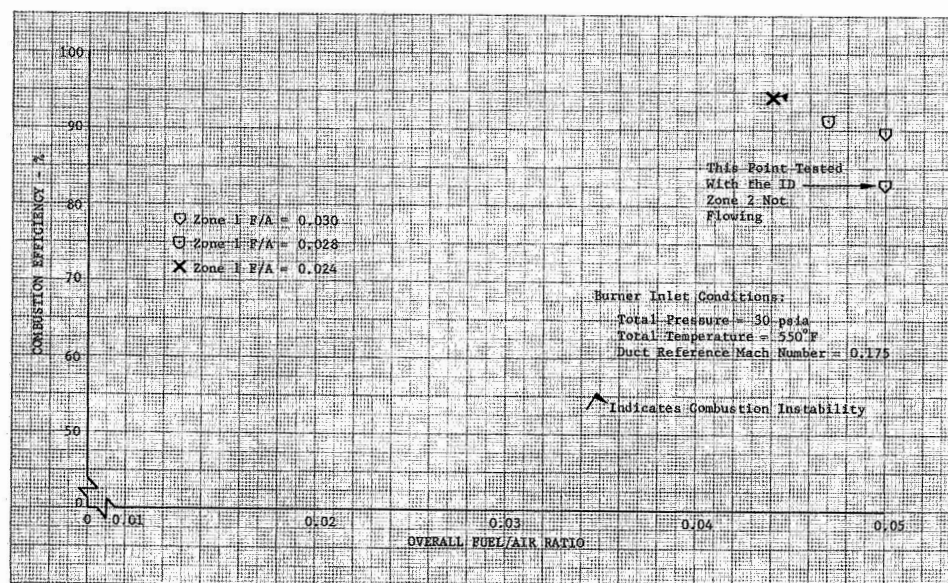 100
90
80
70
60
50
0
COMBUSTION EFFICIENCY - %
Zone 1 F/A = 0.030
Zone 1 F/A = 0.028
Zone 1 F/A = 0.024
This Point Tested
With the ID
Zone 2 Not
Flowing
Burner Inlet Conditions:
Total Pressure = 30 psia
Total Temperature = 550°F
Duct Reference Mach Number = 0.175
Indicates Combustion Instability
0 0.01 0.02 0.03 0.04 0.05
OVERALL FUEL/AIR RATIO